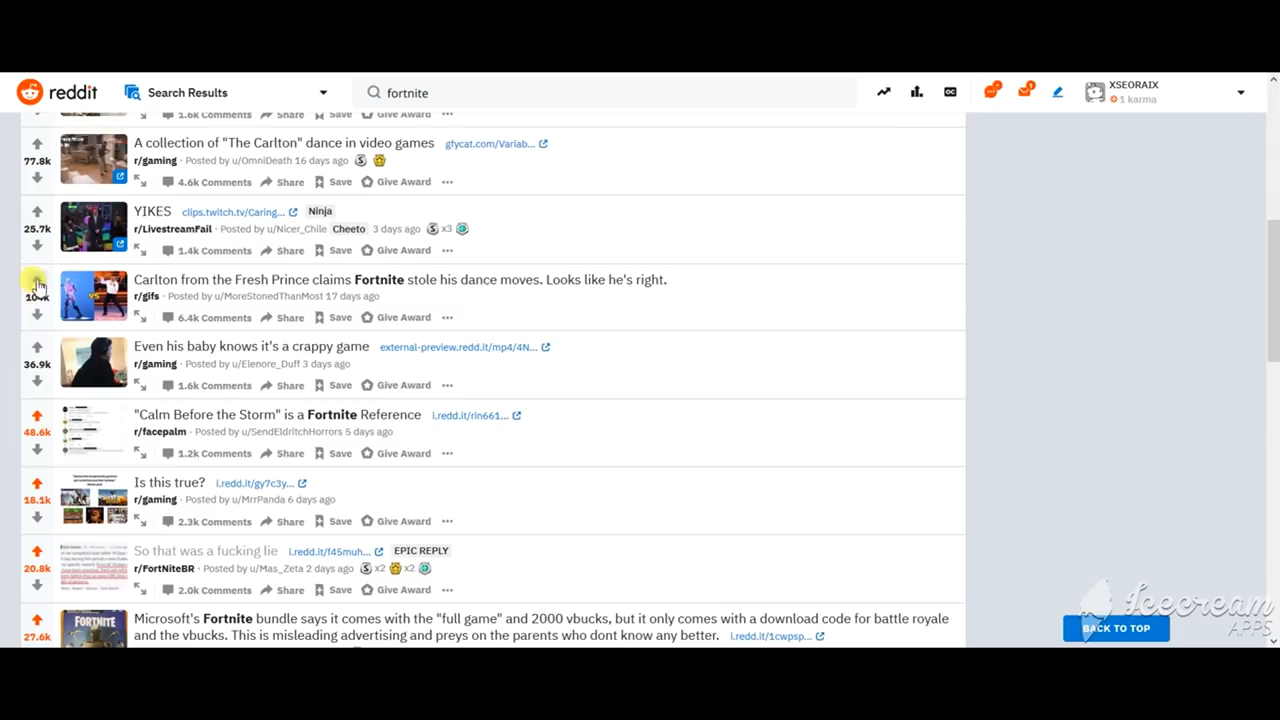 reddit Search Results fortnite XSEORAIX
1 karma
1.6k Comments Share Save Give Award
A collection of "The Carlton" dance in video games gfycat.com/Variab...
77.8k r/gaming · Posted by u/OmniDeath 16 days ago
4.6k Comments Share Save Give Award
YIKES clips.twitch.tv/Caring... Ninja
25.7k r/LivestreamFail · Posted by u/Nicer_Chile Cheeto 3 days ago x3
1.4k Comments Share Save Give Award
Carlton from the Fresh Prince claims Fortnite stole his dance moves. Looks like he's right.
r/gifs · Posted by u/MoreStonedThanMost 17 days ago
VS
6.4k Comments Share Save Give Award
Even his baby knows it's a crappy game external-preview.redd.it/mp4/4N...
36.9k r/gaming · Posted by u/Elenore_Duff 3 days ago
1.6k Comments Share Save Give Award
"Calm Before the Storm" is a Fortnite Reference i.redd.it/rin661...
48.6k r/facepalm · Posted by u/SendEldritchHorrors 5 days ago
1.2k Comments Share Save Give Award
Is this true? i.redd.it/gy7c3y...
18.1k r/gaming · Posted by u/MrrPanda 6 days ago
2.3k Comments Share Save Give Award
So that was a fucking lie i.redd.it/f45muh... EPIC REPLY
20.8k r/FortNiteBR · Posted by u/Mas_Zeta 2 days ago x2 x2
2.0k Comments Share Save Give Award
Microsoft's Fortnite bundle says it comes with the "full game" and 2000 vbucks, but it only comes with a download code for battle royale
27.6k and the vbucks. This is misleading advertising and preys on the parents who dont know any better. i.redd.it/1cwpsp...
FORTNITE
BACK TO TOP
Icecream
APPS